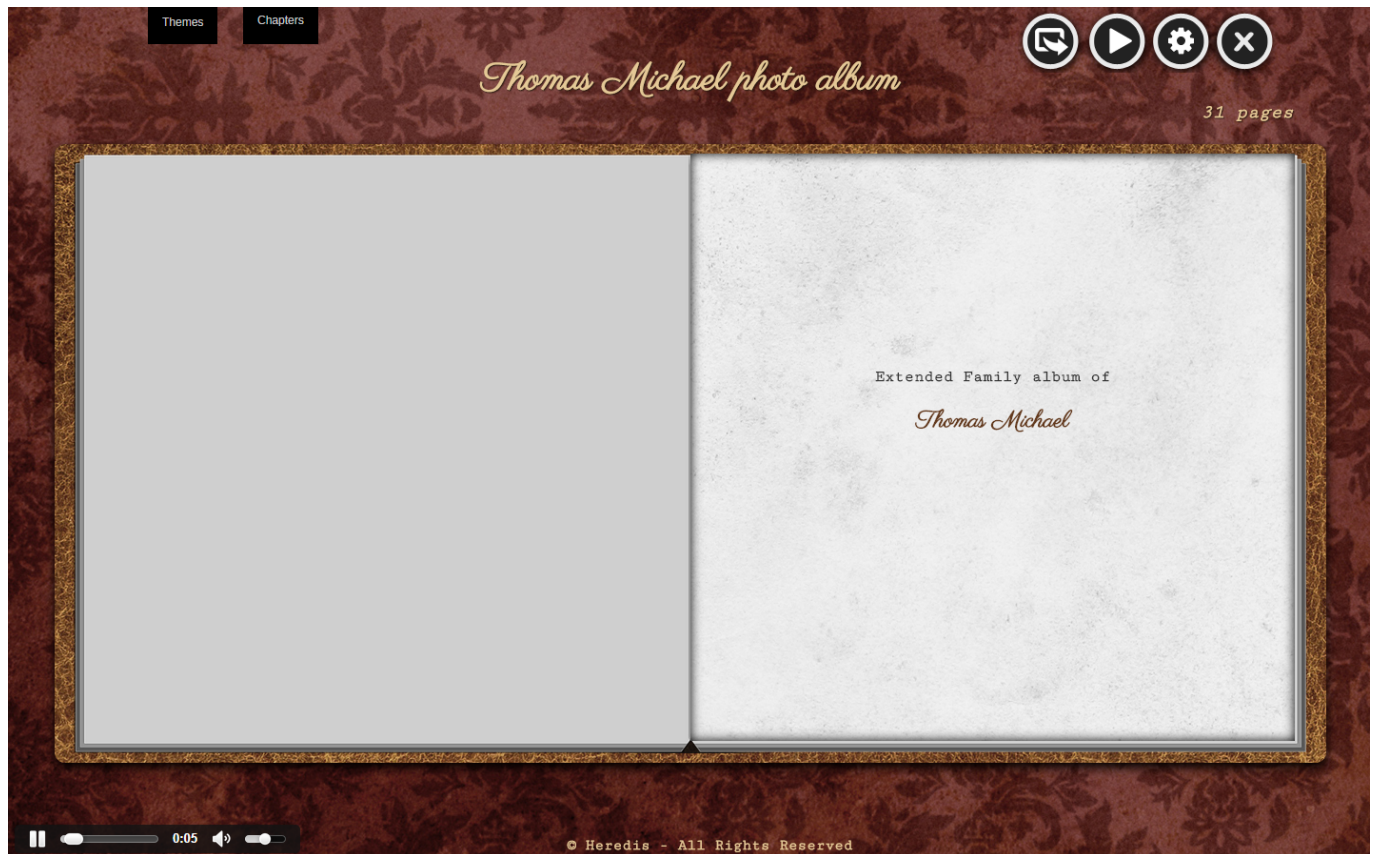 Themes
Chapters
Thomas Michael photo album
31 pages
Extended Family album of
Thomas Michael
0:05
© Heredis - All Rights Reserved